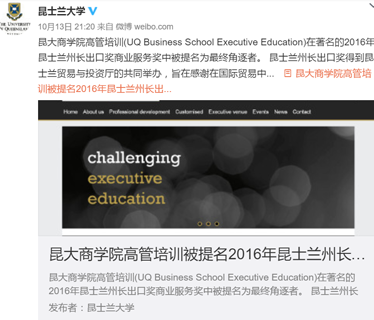 THE UNIVERSITY
OF QUEENSLAND
昆士兰大学
10月13日 21:20 来自 微博 weibo.com
昆大商学院高管培训(UQ Business School Executive Education)在著名的2016年
昆士兰州长出口奖商业服务奖中被提名为最终角逐者。 昆士兰州长出口奖得到昆
士兰贸易与投资厅的共同举办，旨在感谢在国际贸易中... 昆大商学院高管培
训被提名2016年昆士兰州长出...
Home About us Professional development Customised Executive venue Events News Contact
challenging
executive
education
昆大商学院高管培训被提名2016年昆士兰州长...
昆大商学院高管培训(UQ Business School Executive Education)在著名的
2016年昆士兰州长出口奖商业服务奖中被提名为最终角逐者。 昆士兰州长
发布者：昆士兰大学